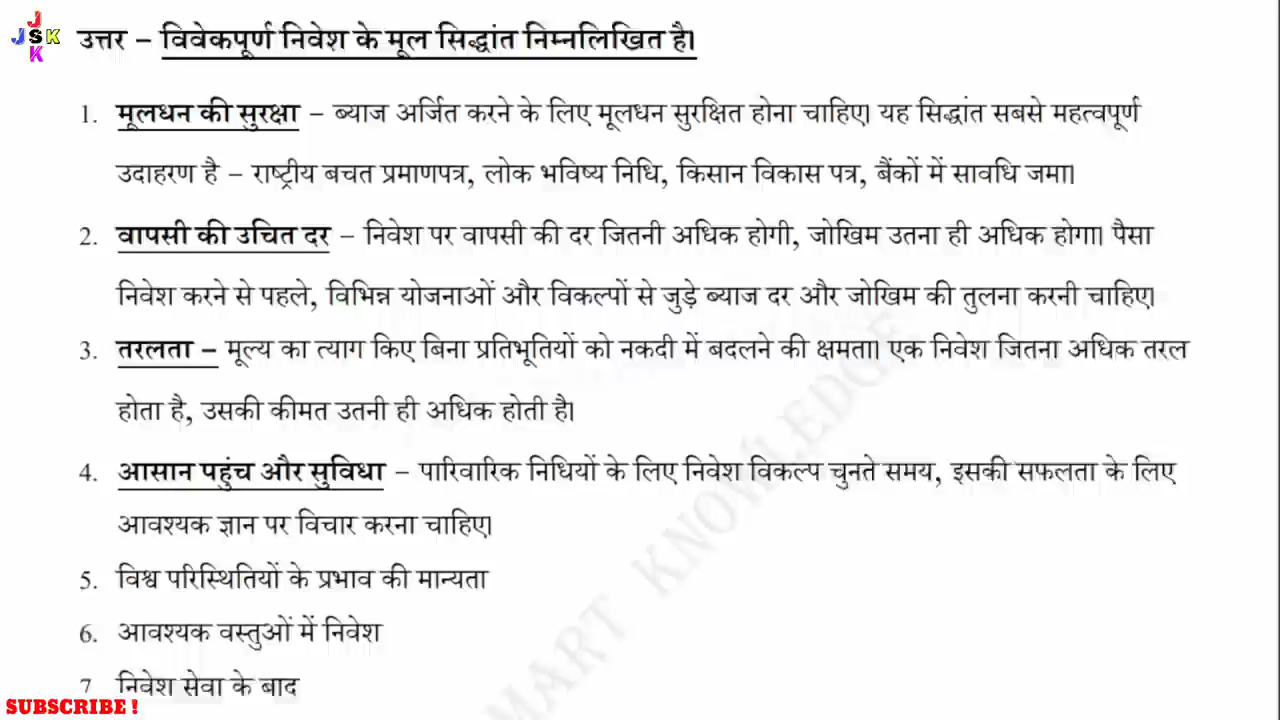 J
JSK
K
उत्तर – विवेकपूर्ण निवेश के मूल सिद्धांत निम्नलिखित है।
1. मूलधन की सुरक्षा – ब्याज अर्जित करने के लिए मूलधन सुरक्षित होना चाहिए। यह सिद्धांत सबसे महत्वपूर्ण
उदाहरण है – राष्ट्रीय बचत प्रमाणपत्र, लोक भविष्य निधि, किसान विकास पत्र, बैंकों में सावधि जमा।
2. वापसी की उचित दर – निवेश पर वापसी की दर जितनी अधिक होगी, जोखिम उतना ही अधिक होगा। पैसा
निवेश करने से पहले, विभिन्न योजनाओं और विकल्पों से जुड़े ब्याज दर और जोखिम की तुलना करनी चाहिए।
3. तरलता – मूल्य का त्याग किए बिना प्रतिभूतियों को नकदी में बदलने की क्षमता। एक निवेश जितना अधिक तरल
होता है, उसकी कीमत उतनी ही अधिक होती है।
4. आसान पहुंच और सुविधा – पारिवारिक निधियों के लिए निवेश विकल्प चुनते समय, इसकी सफलता के लिए
आवश्यक ज्ञान पर विचार करना चाहिए।
5. विश्व परिस्थितियों के प्रभाव की मान्यता
6. आवश्यक वस्तुओं में निवेश
7 निवेश सेवा के बाद
MART KNOWLEDGE
SUBSCRIBE !